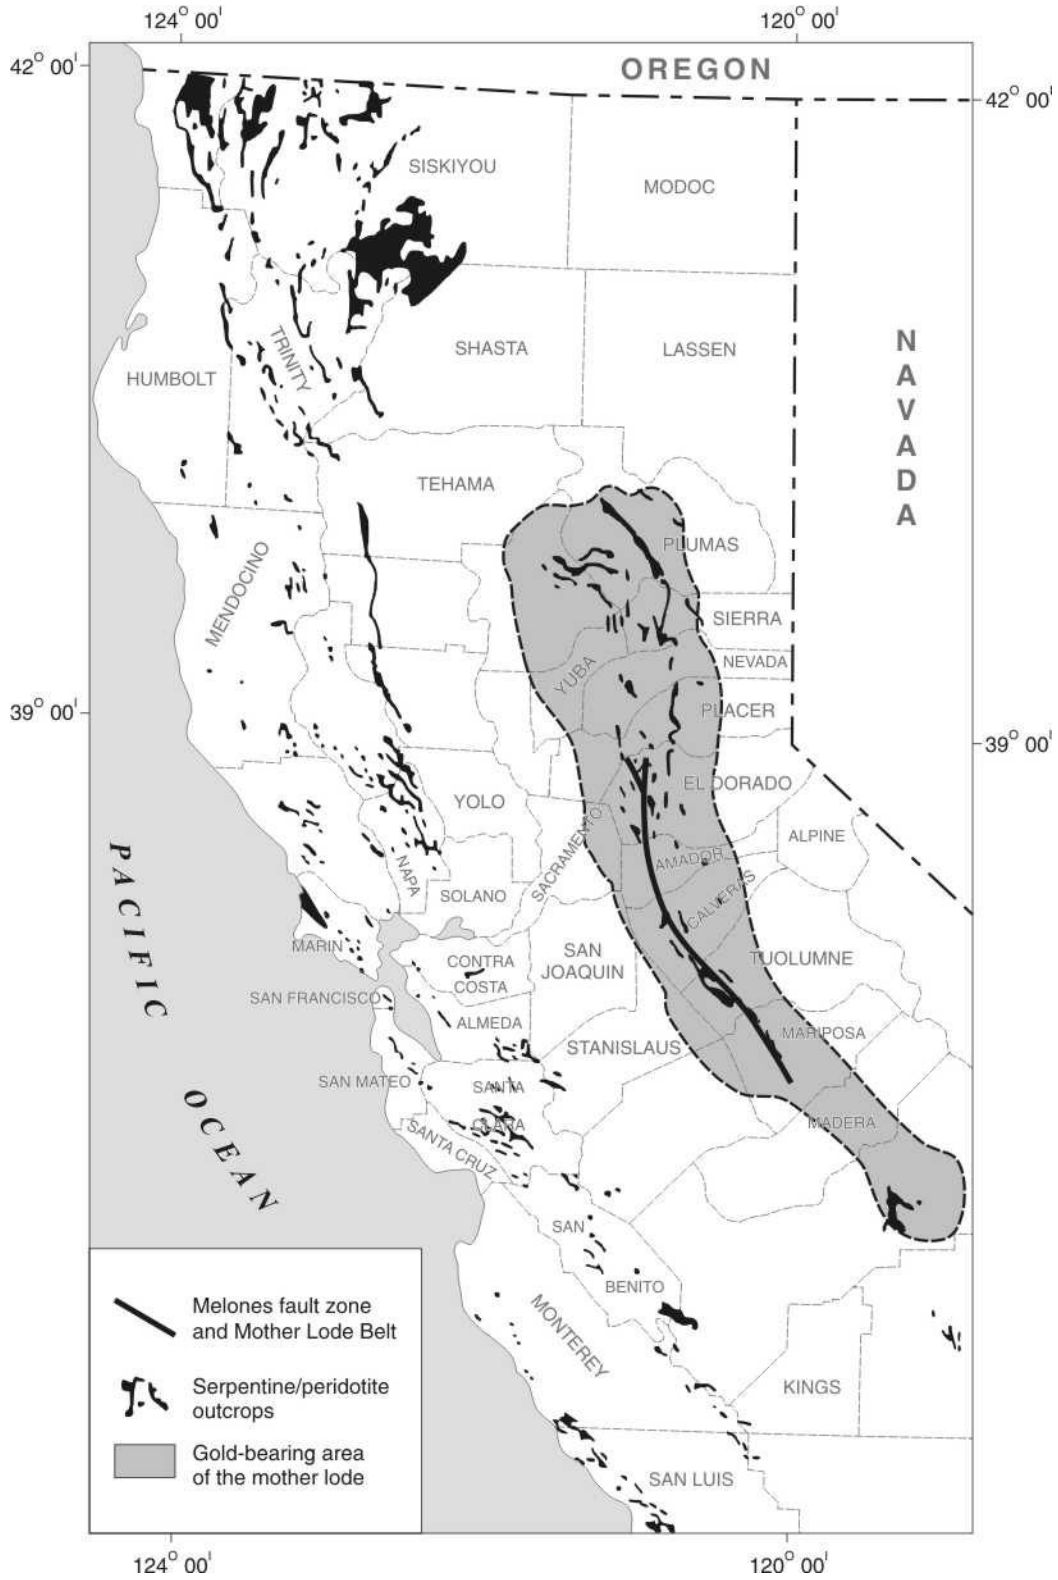 124° 00'
120° 00'
42° 00'
OREGON
42° 00'
SISKIYOU
MODOC
NAVADA
TRINITY
SHASTA
LASSEN
HUMBOLT
TEHAMA
PLUMAS
MENDOCINO
SIERRA
YUBA
NEVADA
39° 00'
PLACER
39° 00'
EL DORADO
YOLO
SACRAMENTO
ALPINE
AMADOR
NAPA
SOLANO
CALVERAS
MARIN
CONTRA
COSTA
SAN
JOAQUIN
TUOLUMNE
SAN FRANCISCO
ALMEDA
STANISLAUS
MARIPOSA
SAN MATEO
SANTA
CLARA
MADERA
SANTA CRUZ
PACIFIC
OCEAN
SAN
BENITO
MONTEREY
KINGS
SAN LUIS
Melones fault zone
and Mother Lode Belt
Serpentine/peridotite
outcrops
Gold-bearing area
of the mother lode
124° 00'
120° 00'